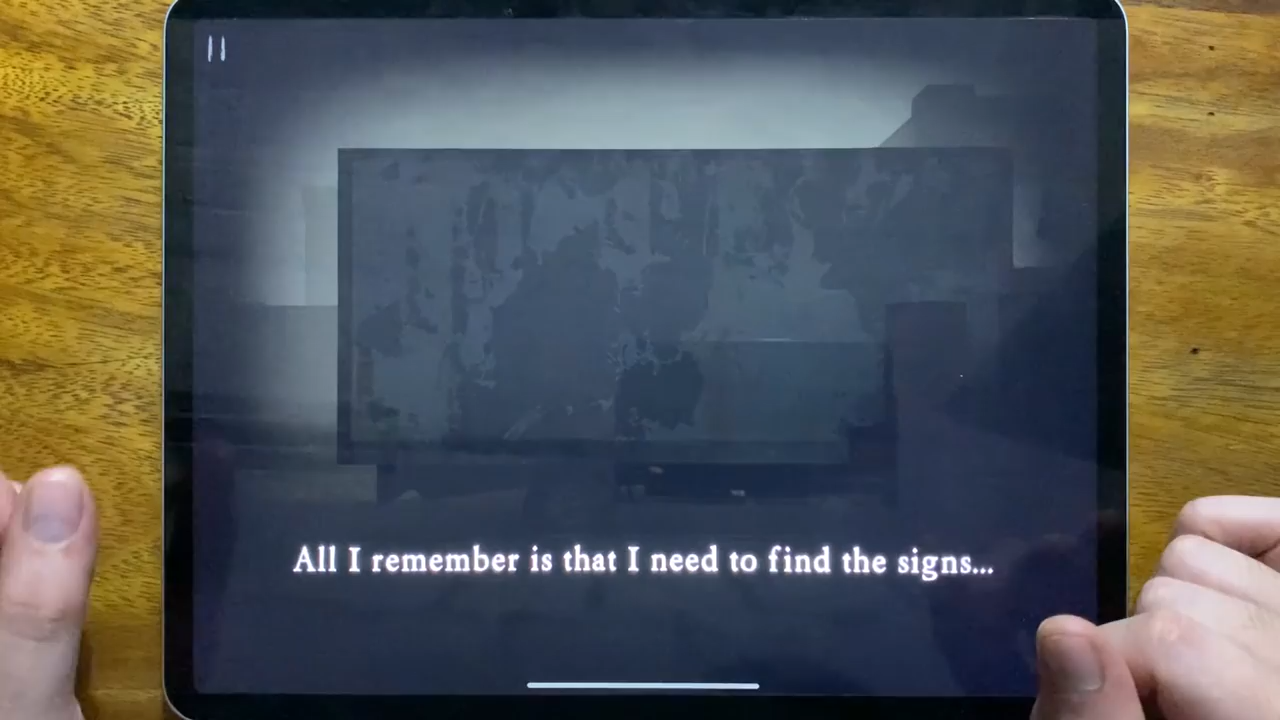 All I remember is that I need to find the signs...